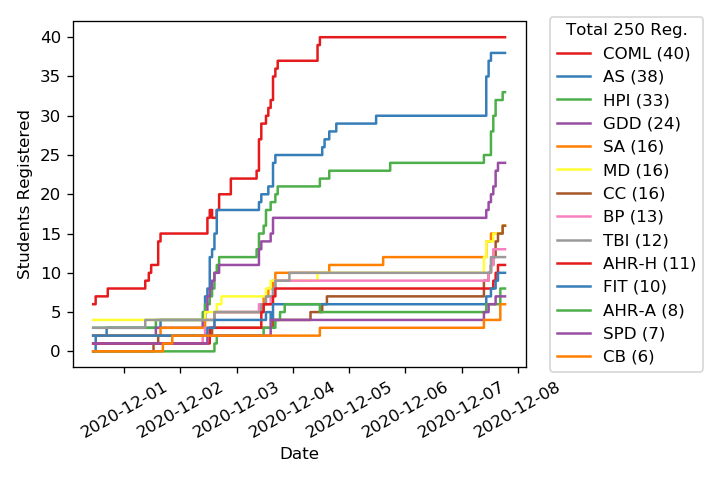 Students Registered
40
35
30
25
20
15
10
5
0
2020-12-01
2020-12-02
2020-12-03
2020-12-04
2020-12-05
2020-12-06
2020-12-07
2020-12-08
Date
Total 250 Reg.
COML (40)
AS (38)
HPI (33)
GDD (24)
SA (16)
MD (16)
CC (16)
BP (13)
TBI (12)
AHR-H (11)
FIT (10)
AHR-A (8)
SPD (7)
CB (6)